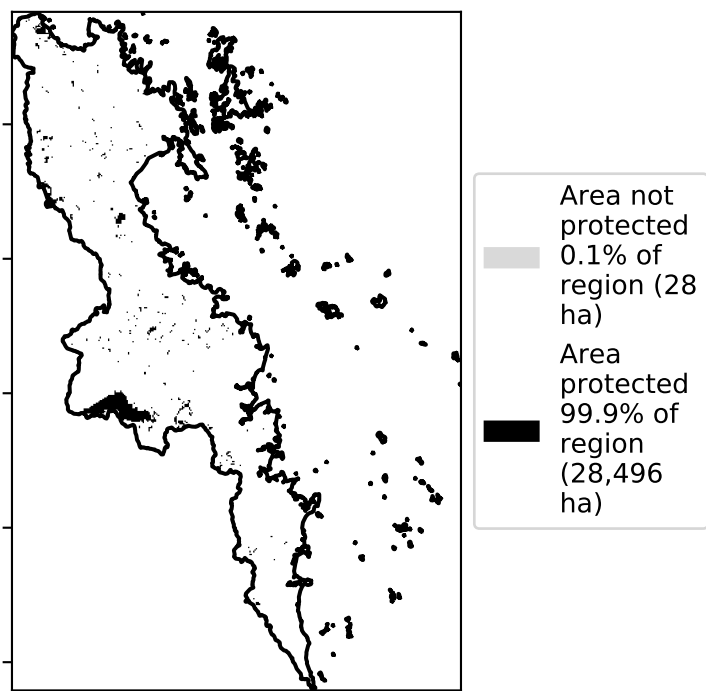 Area not
protected
0.1% of
region (28
ha)
Area
protected
99.9% of
region
(28,496
ha)